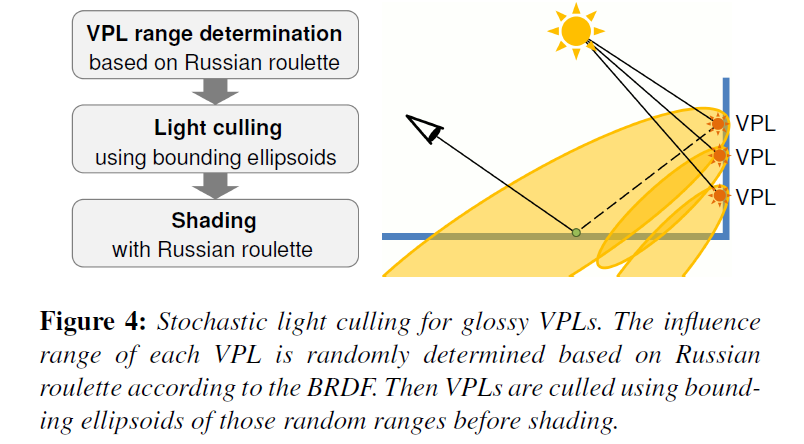 VPL range determination
based on Russian roulette
Light culling
using bounding ellipsoids
Shading
with Russian roulette
VPL
VPL
VPL
Figure 4: Stochastic light culling for glossy VPLs. The influence
range of each VPL is randomly determined based on Russian
roulette according to the BRDF. Then VPLs are culled using bound-
ing ellipsoids of those random ranges before shading.